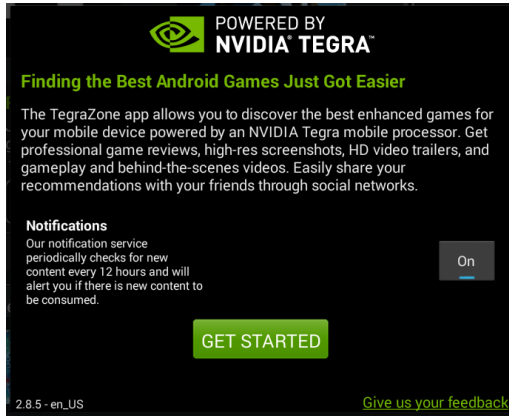 POWERED BY
NVIDIA® TEGRA™
Finding the Best Android Games Just Got Easier
The TegraZone app allows you to discover the best enhanced games for
your mobile device powered by an NVIDIA Tegra mobile processor. Get
professional game reviews, high-res screenshots, HD video trailers, and
gameplay and behind-the-scenes videos. Easily share your
recommendations with your friends through social networks.
Notifications
Our notification service
periodically checks for new
content every 12 hours and will
alert you if there is new content to
be consumed.
On
GET STARTED
2.8.5 - en_US
Give us your feedback